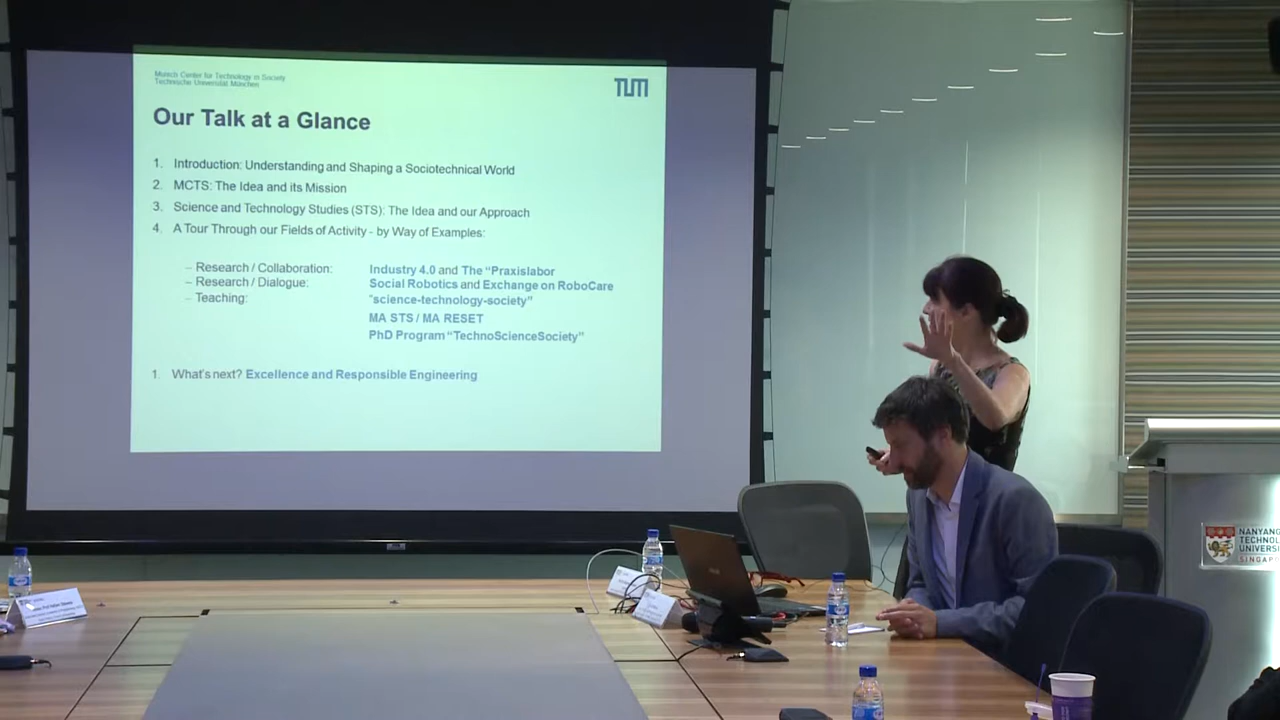 Munich Center for Technology in Society
Technische Universität München
TUM
Our Talk at a Glance
1. Introduction: Understanding and Shaping a Sociotechnical World
2. MCTS: The Idea and its Mission
3. Science and Technology Studies (STS): The Idea and our Approach
4. A Tour Through our Fields of Activity - by Way of Examples:
– Research / Collaboration: Industry 4.0 and The "Praxislabor
– Research / Dialogue: Social Robotics and Exchange on RoboCare
– Teaching: "science-technology-society"
MA STS / MA RESET
PhD Program "TechnoScienceSociety"
1. What's next? Excellence and Responsible Engineering
NANYANG
TECHNOL
UNIVERS
SINGAPO